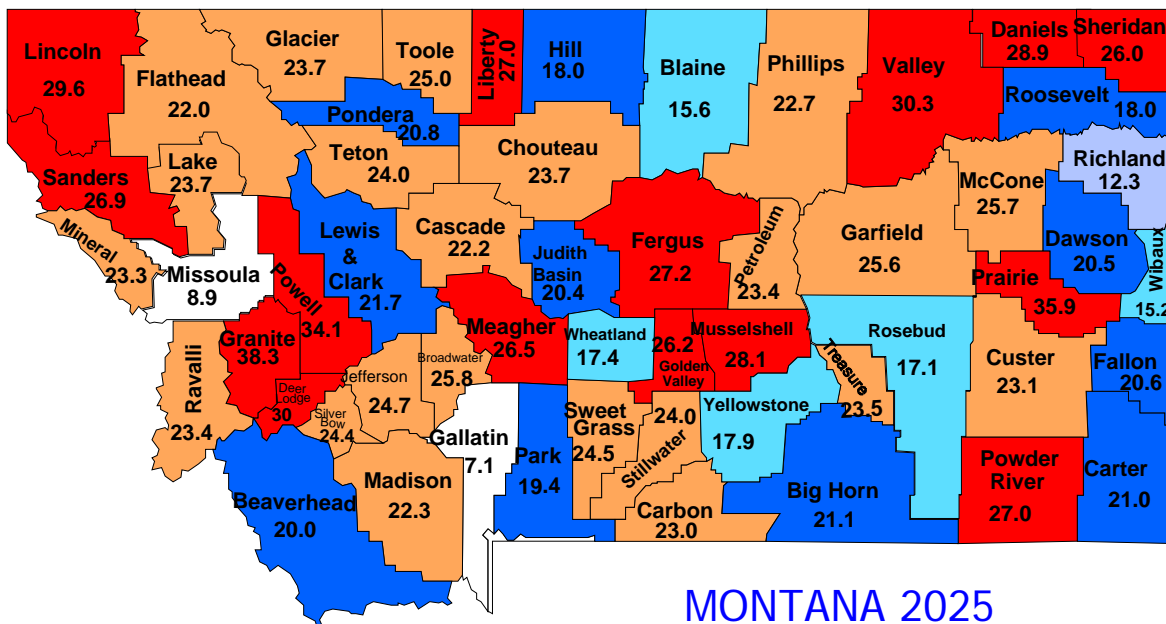 Lincoln
29.6
Flathead
22.0
Glacier
23.7
Toole
25.0
Liberty
27.0
Hill
18.0
Blaine
15.6
Phillips
22.7
Valley
30.3
Daniels
28.9
Sheridan
26.0
Roosevelt
18.0
Pondera
20.8
Teton
24.0
Chouteau
23.7
Richland
12.3
McCone
25.7
Lake
23.7
Sanders
26.9
Mineral
23.3
Missoula
8.9
Powell
34.1
Lewis
&
Clark
21.7
Cascade
22.2
Judith
Basin
20.4
Fergus
27.2
Petroleum
23.4
Garfield
25.6
Dawson
20.5
Wibaux
15.2
Prairie
35.9
Granite
38.3
Ravalli
23.4
Deer
Lodge
30
Silver
Bow
24.4
Jefferson
24.7
Broadwater
25.8
Meagher
26.5
Wheatland
17.4
26.2
Golden
Valley
Musselshell
28.1
Treasure
23.5
Rosebud
17.1
Custer
23.1
Fallon
20.6
Beaverhead
20.0
Madison
22.3
Gallatin
7.1
Park
19.4
Sweet
Grass
24.5
24.0
Stillwater
Yellowstone
17.9
Carbon
23.0
Big Horn
21.1
Powder
River
27.0
Carter
21.0
MONTANA 2025